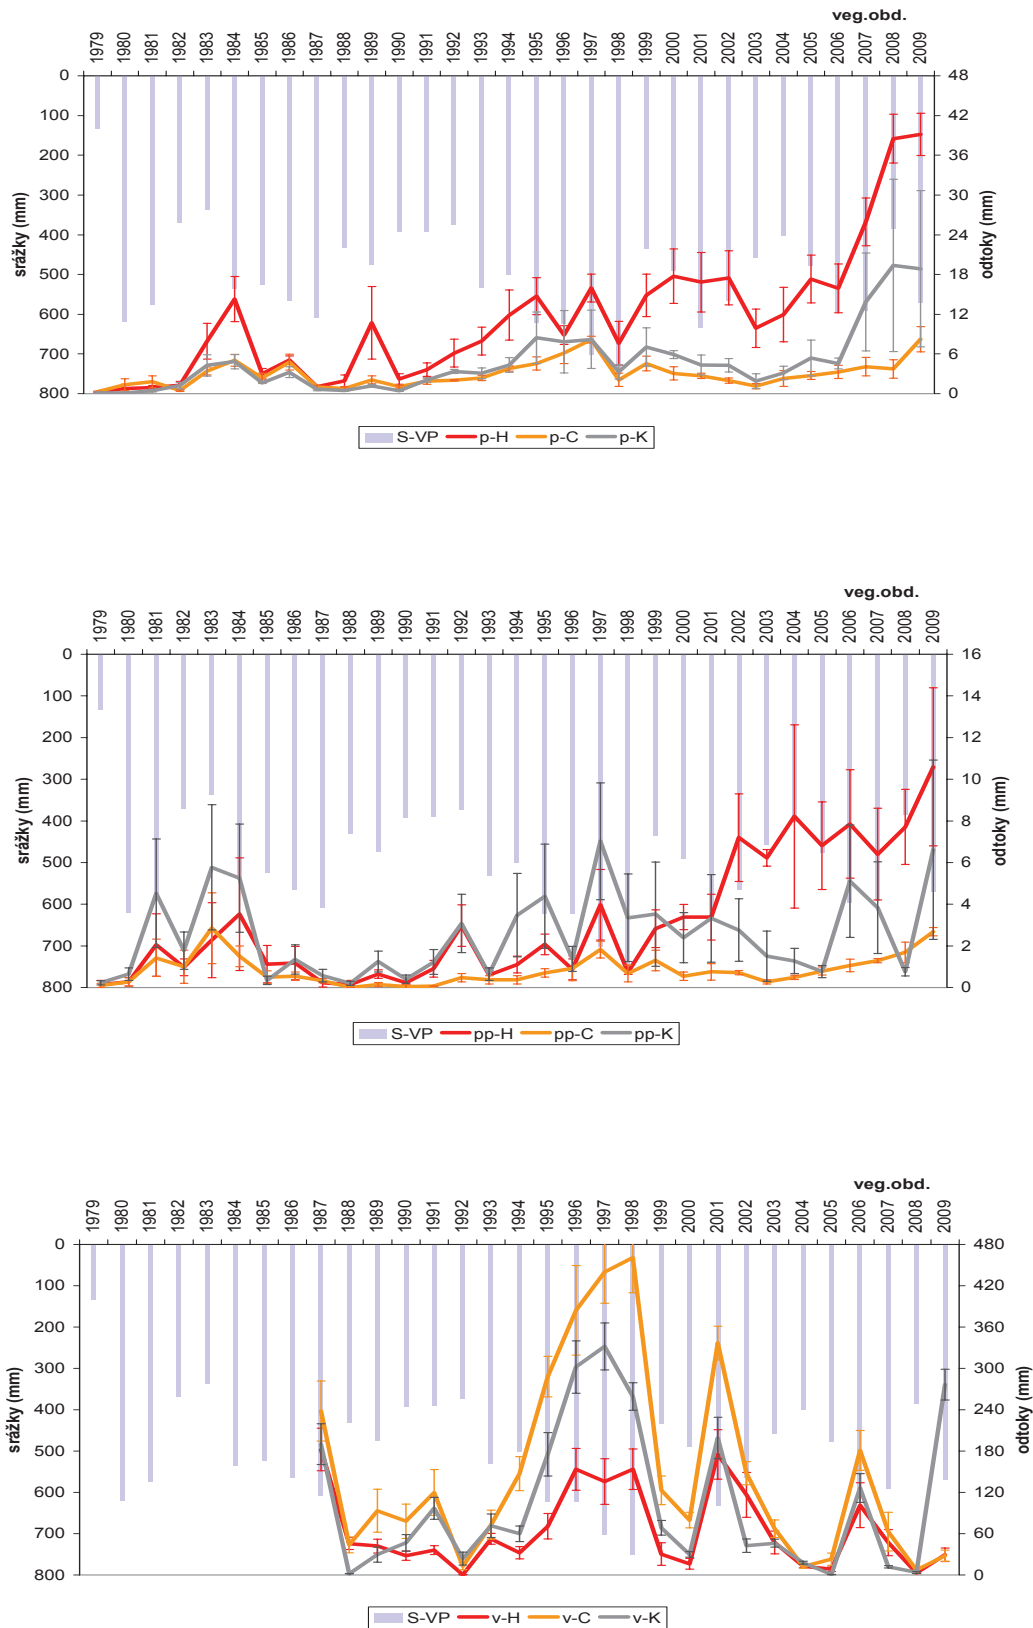 veg.obd.
1979 1980 1981 1982 1983 1984 1985 1986 1987 1988 1989 1990 1991 1992 1993 1994 1995 1996 1997 1998 1999 2000 2001 2002 2003 2004 2005 2006 2007 2008 2009
0 48
100 42
200 36
300 30
400 24
500 18
600 12
700 6
800 0
srážky (mm)
odtoky (mm)
S-VP p-H p-C p-K
veg.obd.
1979 1980 1981 1982 1983 1984 1985 1986 1987 1988 1989 1990 1991 1992 1993 1994 1995 1996 1997 1998 1999 2000 2001 2002 2003 2004 2005 2006 2007 2008 2009
0 16
100 14
200 12
300 10
400 8
500 6
600 4
700 2
800 0
srážky (mm)
odtoky (mm)
S-VP pp-H pp-C pp-K
veg.obd.
1979 1980 1981 1982 1983 1984 1985 1986 1987 1988 1989 1990 1991 1992 1993 1994 1995 1996 1997 1998 1999 2000 2001 2002 2003 2004 2005 2006 2007 2008 2009
0 480
100 420
200 360
300 300
400 240
500 180
600 120
700 60
800 0
srážky (mm)
odtoky (mm)
S-VP v-H v-C v-K